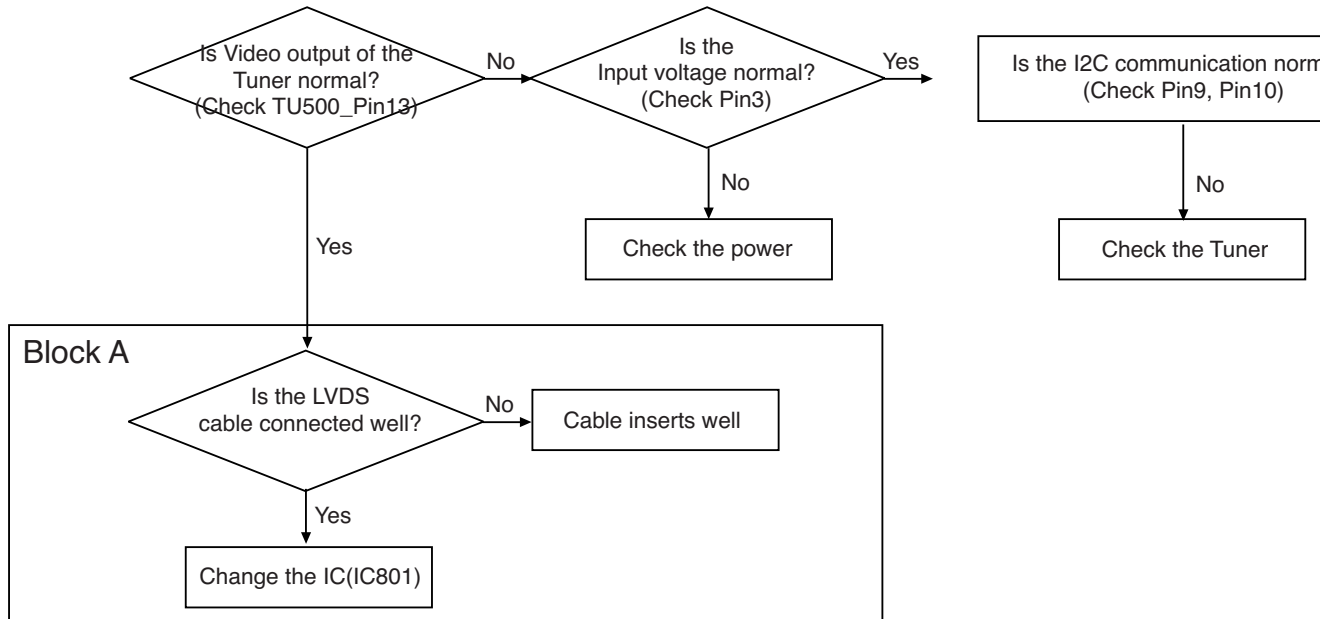 Is Video output of the
Tuner normal?
(Check TU500_Pin13)
No
Is the
Input voltage normal?
(Check Pin3)
Yes
Is the I2C communication
(Check Pin9, Pin10)
No
No
Check the power
Check the Tuner
Yes
Block A
Is the LVDS
cable connected well?
No
Cable inserts well
Yes
Change the IC(IC801)